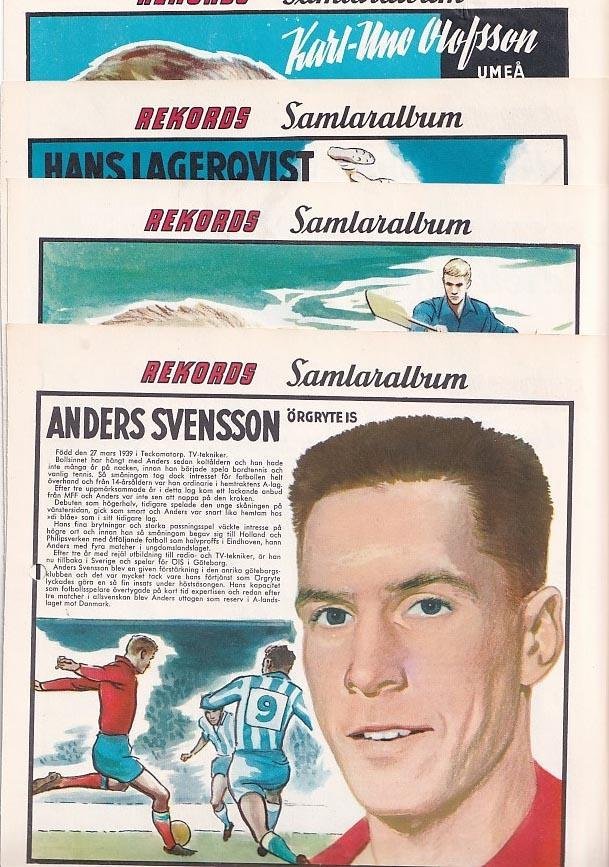 REKORDS Samlaralbum
Karl-Uno Olofsson
UMEÅ
REKORDS Samlaralbum
HANS LAGERQVIST
REKORDS Samlaralbum
REKORDS Samlaralbum
ANDERS SVENSSON ÖRGRYTE IS
Född den 27 mars 1939 i Teckomatorp. TV-tekniker.
Bollsinnet har hängt med Anders sedan koltåldern och han hade
inte många år på nacken, innan han började spela bordtennis och
vanlig tennis. Så småningom tog dock intresset för fotbollen helt
överhand och från 14-årsåldern var han ordinarie i hemtraktens A-lag.
Efter tre uppmärksammade år i detta lag kom ett lockande anbud
från MFF och Anders var inte sen att nappa på den kroken.
Debuten som högerhalv, tidigare spelade den unge skåningen på
vänstersidan, gick som smort och Anders var snart like hemtam hos
»di blåe» som i sitt tidigare lag.
Hans fina brytningar och starka passningsspel väckte intresse på
högre ort och innan han så småningom begav sig till Holland och
Philipsverken med åtföljande fotboll som halvproffs i Eindhoven, hann
Anders med fyra matcher i ungdomslandslaget.
Efter tre år med rejäl utbildning till radio- och TV-tekniker, är han
nu tillbaka i Sverige och spelar för ÖIS i Göteborg.
Anders Svensson blev en given förstärkning i den anrika göteborgs-
klubben och det var mycket tack vare hans förtjänst som Örgryte
lyckades göra en så fin insats under höstsäsongen. Hans kapacitet
som fotbollsspelare övertygade på kort tid expertisen och redan efter
tre matcher i allsvenskan blev Anders uttagen som reserv i A-lands-
laget mot Danmark.
9